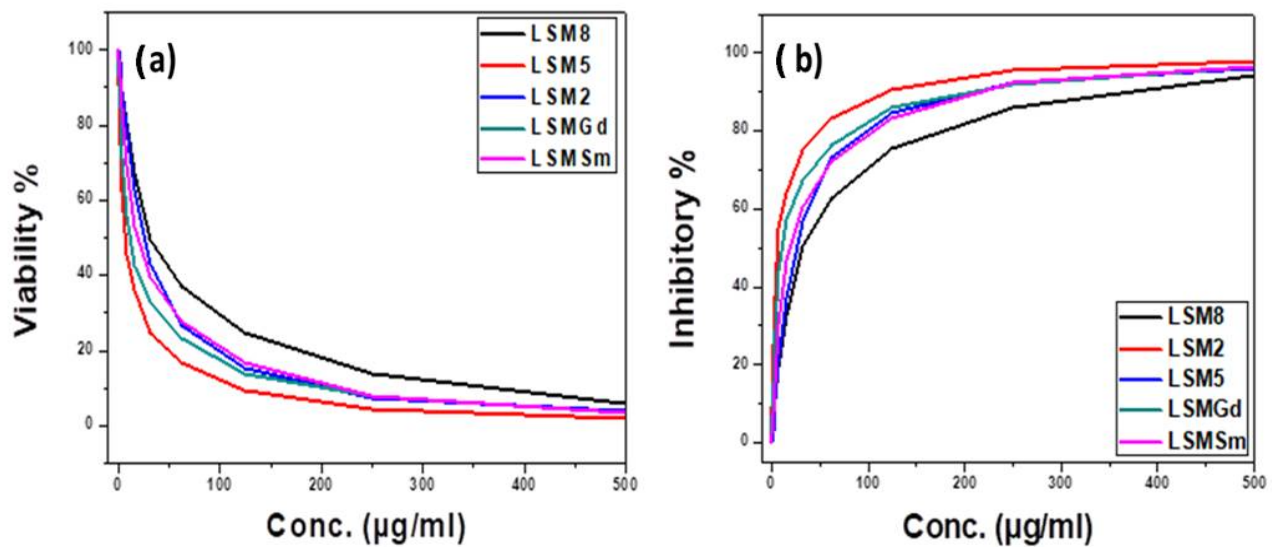 (a)
Viability %
100
80
60
40
20
0
0 100 200 300 400 500
Conc. (µg/ml)
LSM8
LSM5
LSM2
LSMGd
LSMSm
( b)
Inhibitory %
100
80
60
40
20
0
0 100 200 300 400 500
Conc. (µg/ml)
LSM8
LSM2
LSM5
LSMGd
LSMSm